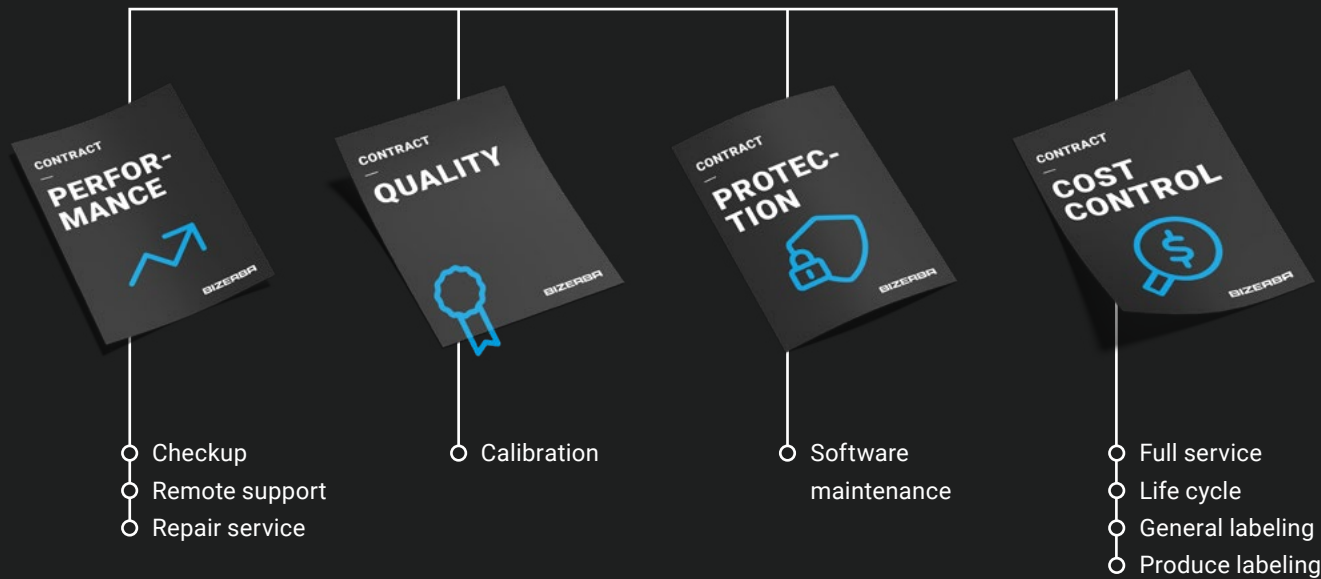 CONTRACT
PERFOR-
MANCE
BIZERBA
Checkup
Remote support
Repair service
CONTRACT
QUALITY
BIZERBA
Calibration
CONTRACT
PROTEC-
TION
BIZERBA
Software
maintenance
CONTRACT
COST
CONTROL
$
BIZERBA
Full service
Life cycle
General labeling
Produce labeling